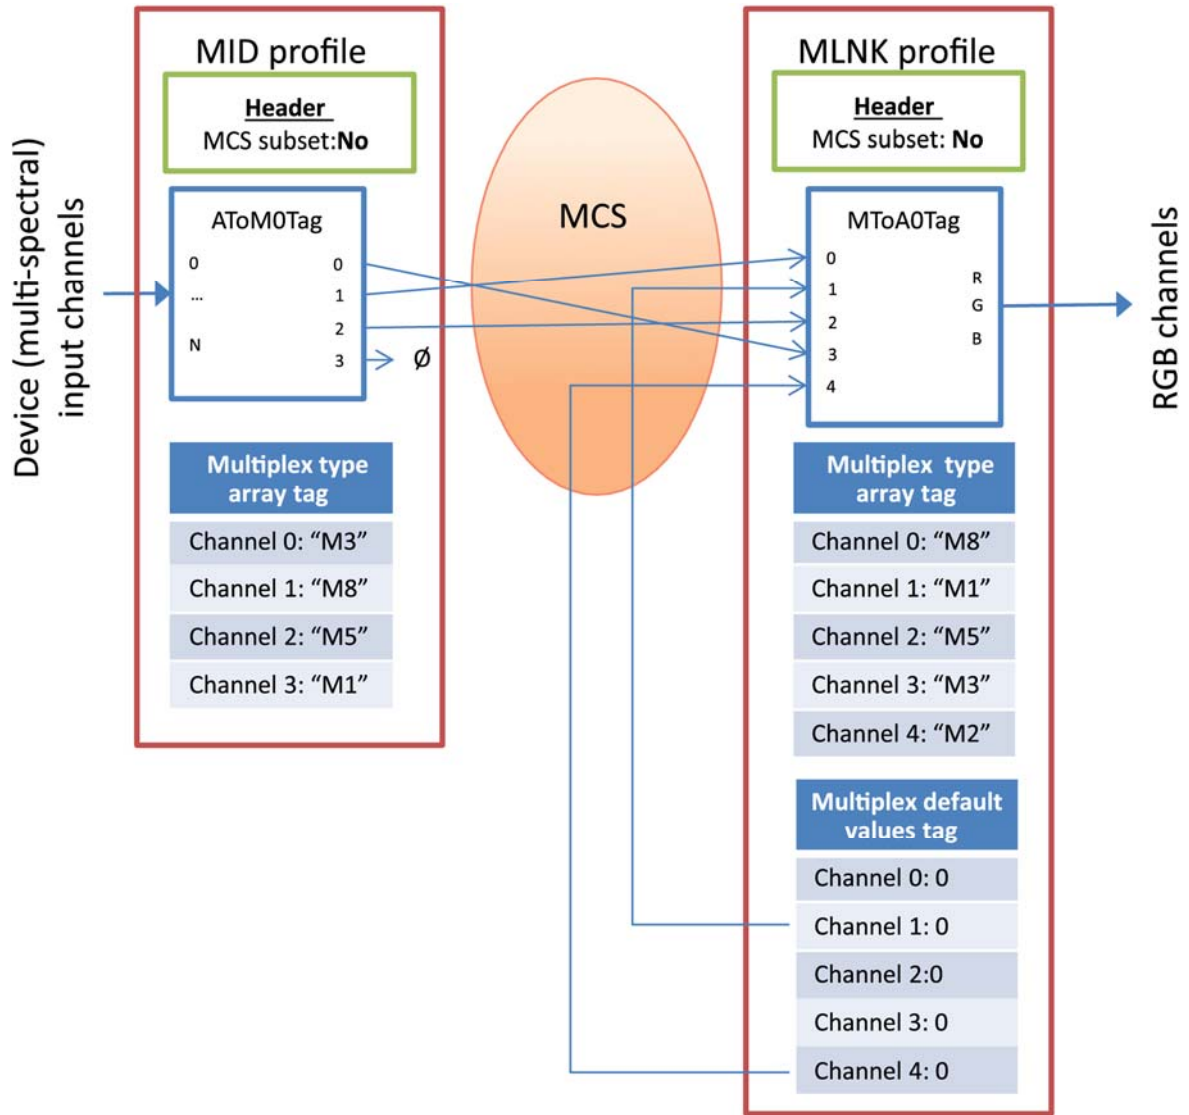 Device (multi-spectral)
input channels
MID profile
Header
MCS subset:No
AToM0Tag
0
...
N
0
1
2
3
Ø
Multiplex type
array tag
Channel 0: “M3”
Channel 1: “M8”
Channel 2: “M5”
Channel 3: “M1”
MCS
MLNK profile
Header
MCS subset: No
MToA0Tag
0
1
2
3
4
R
G
B
Multiplex type
array tag
Channel 0: “M8”
Channel 1: “M1”
Channel 2: “M5”
Channel 3: “M3”
Channel 4: “M2”
Multiplex default
values tag
Channel 0: 0
Channel 1: 0
Channel 2:0
Channel 3: 0
Channel 4: 0
RGB channels